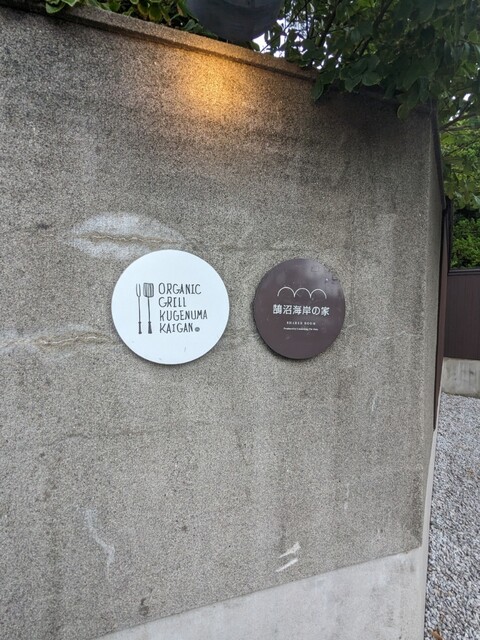 ORGANIC
GRILL
KUGENUMA
KAIGAN
鵠沼海岸の家